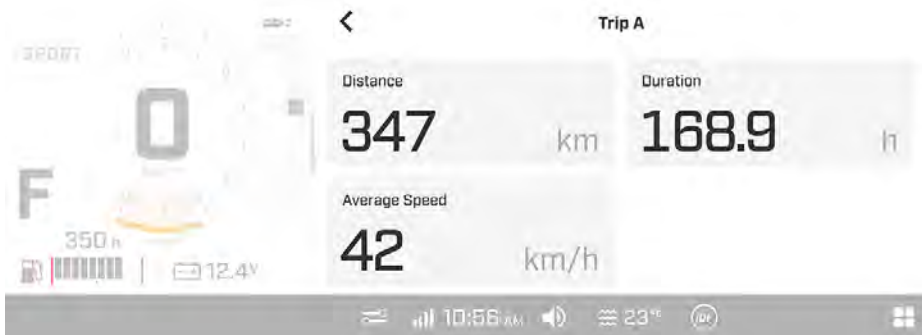 Trip A
SPORT
0
F
350 h
12.4V
Distance
347 km
Duration
168.9 h
Average Speed
42 km/h
10:56 AM
23°